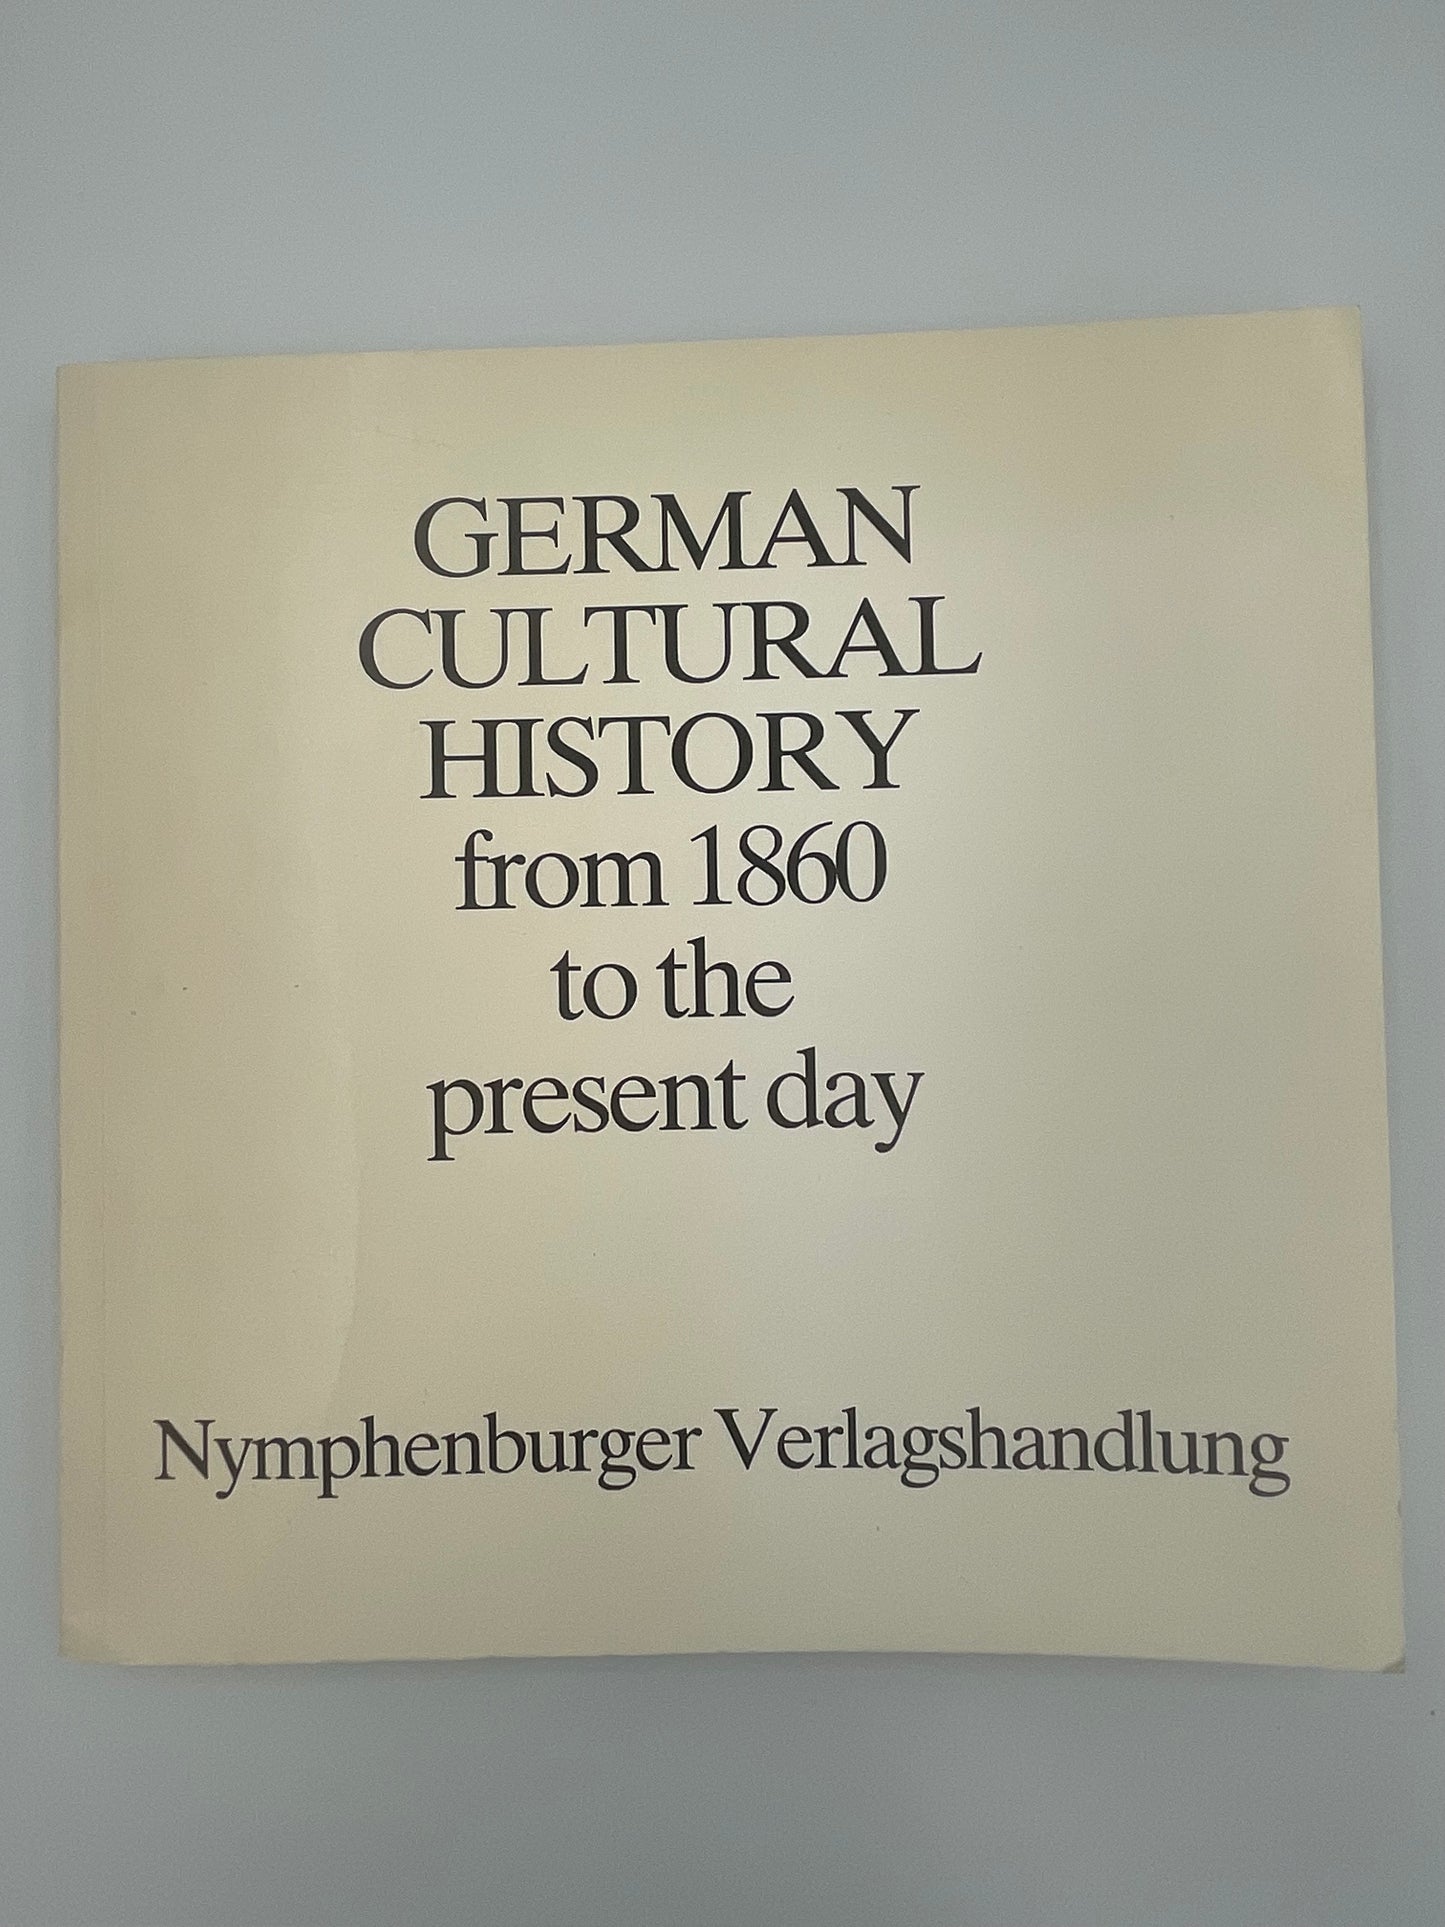 GERMAN
CULTURAL
HISTORY
from 1860
to the
present day
Nymphenburger Verlagshandlung